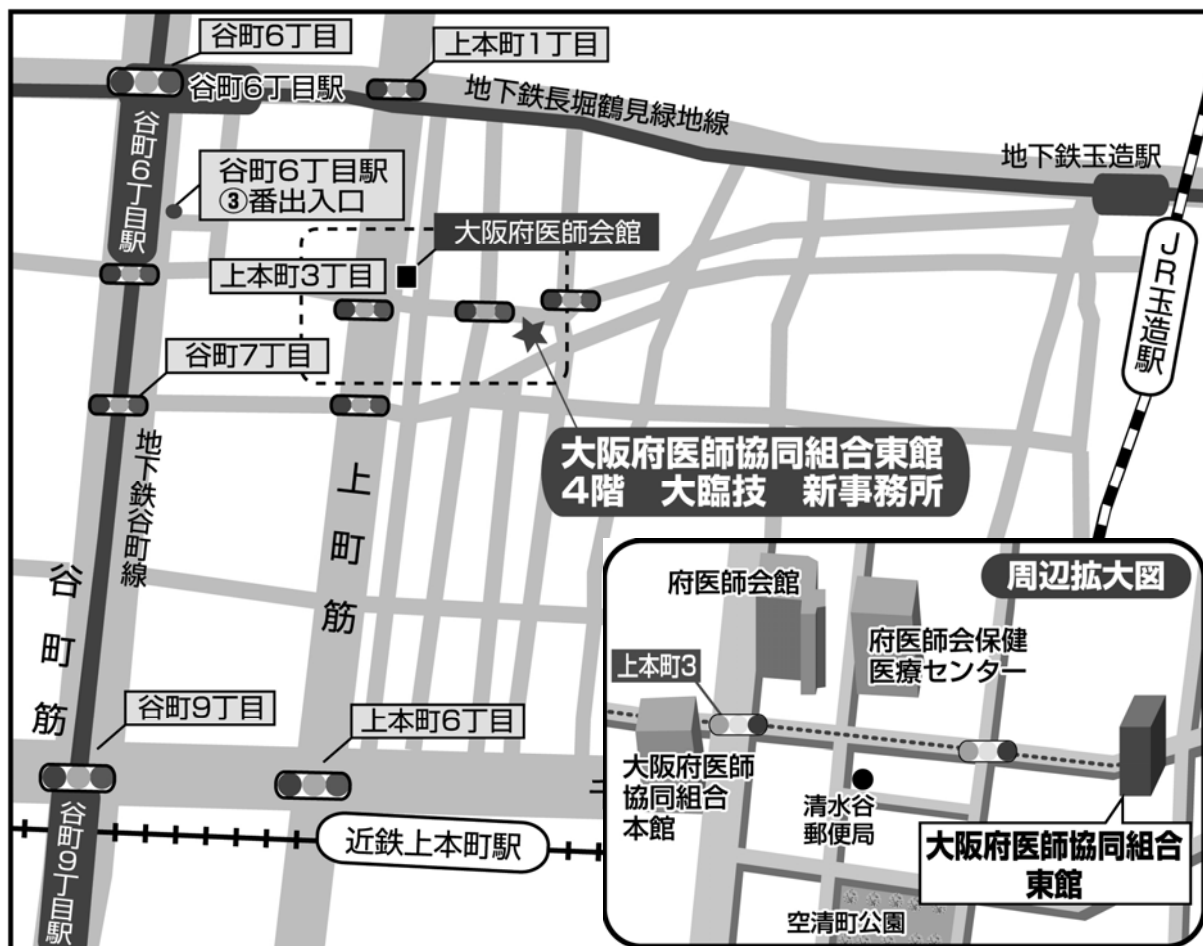 谷町6丁目
上本町1丁目
谷町6丁目駅
地下鉄長堀鶴見緑地線
谷町6丁目駅
地下鉄玉造駅
谷町6丁目駅
③番出入口
大阪府医師会館
JR玉造駅
上本町3丁目
谷町7丁目
地下鉄谷町線
大阪府医師協同組合東館
4階 大臨技 新事務所
上町筋
谷町筋
谷町9丁目
上本町6丁目
谷町9丁目駅
近鉄上本町駅
周辺拡大図
府医師会館
府医師会保健
医療センター
上本町3
大阪府医師
協同組合
本館
清水谷
郵便局
大阪府医師協同組合
東館
空清町公園